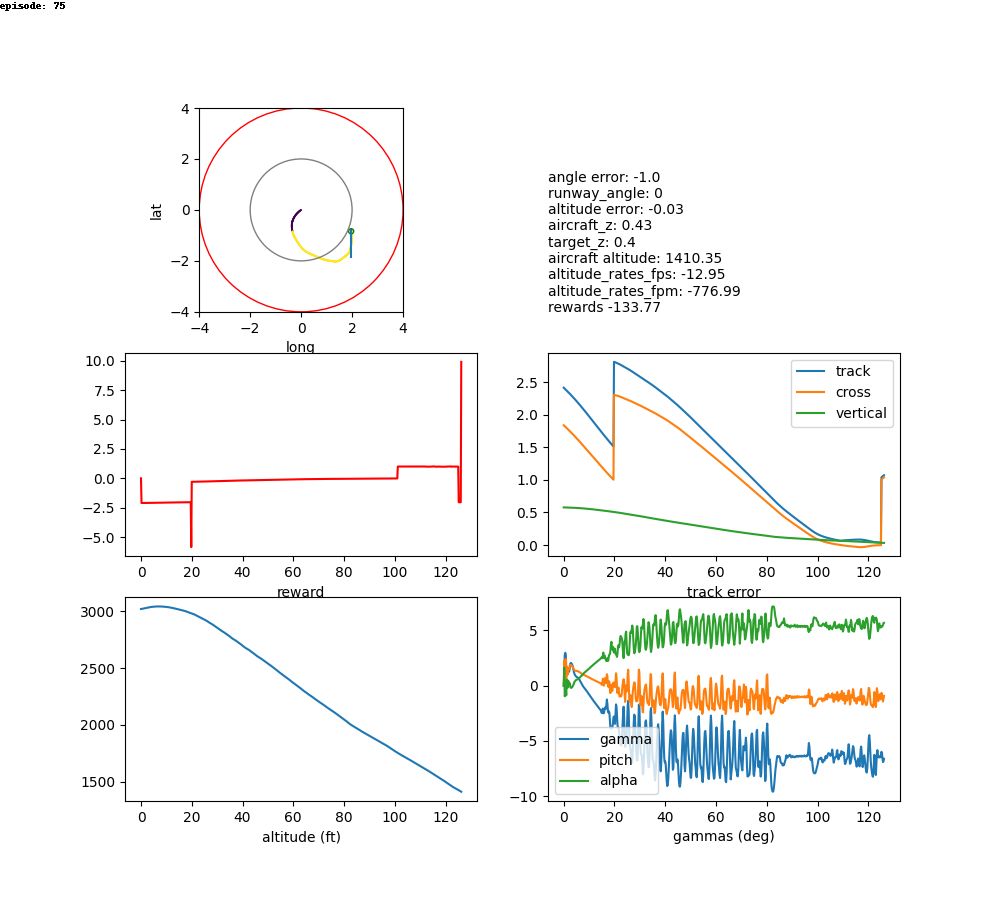 episode: 75
4
2
0
−2
−4
lat
−4 −2 0 2 4
long
angle error: -1.0
runway_angle: 0
altitude error: -0.03
aircraft_z: 0.43
target_z: 0.4
aircraft altitude: 1410.35
altitude_rates_fps: -12.95
altitude_rates_fpm: -776.99
rewards -133.77
10.0
7.5
5.0
2.5
0.0
−2.5
−5.0
0 20 40 60 80 100 120
reward
2.5
2.0
1.5
1.0
0.5
0.0
track
cross
vertical
0 20 40 60 80 100 120
track error
3000
2500
2000
1500
0 20 40 60 80 100 120
altitude (ft)
5
0
−5
−10
gamma
pitch
alpha
0 20 40 60 80 100 120
gammas (deg)